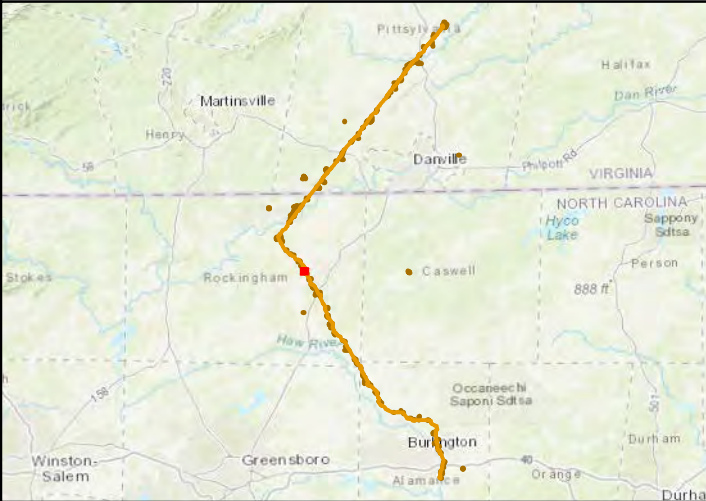 Pittsylvania
Halifax
220
Martinsville
Dan River
drick
Henry
58
Danville
Philpott Rd
VIRGINIA
NORTH CAROLINA
Hyco
Lake
Sappony
Sdtsa
Stokes
Rockingham
Caswell
Person
888 ft
Haw River
h
158
Occaneechi
Saponi Sdtsa
501
Burlington
Durham
Winston-
Salem
Greensboro
40
Alamance
Orange
Durha